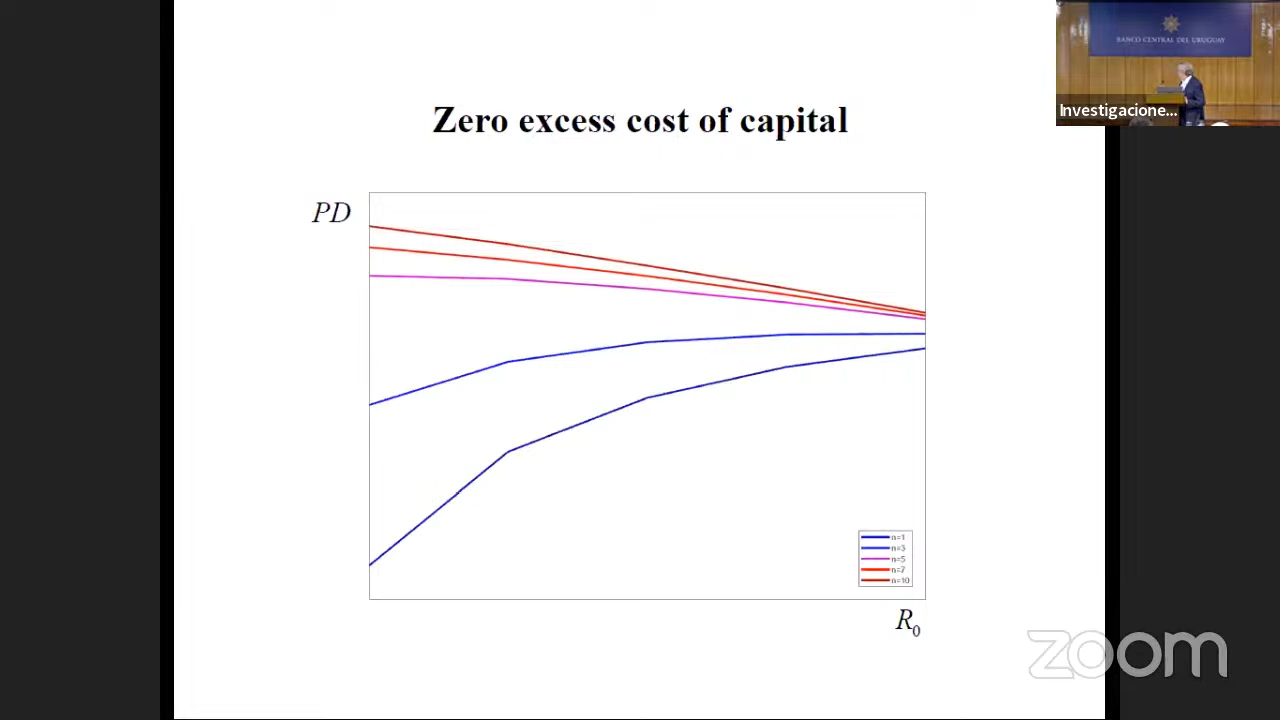 BANCO CENTRAL DEL URUGUAY
Investigacione...
Zero excess cost of capital
PD
n=1
n=3
n=5
n=7
n=10
R0
zoom